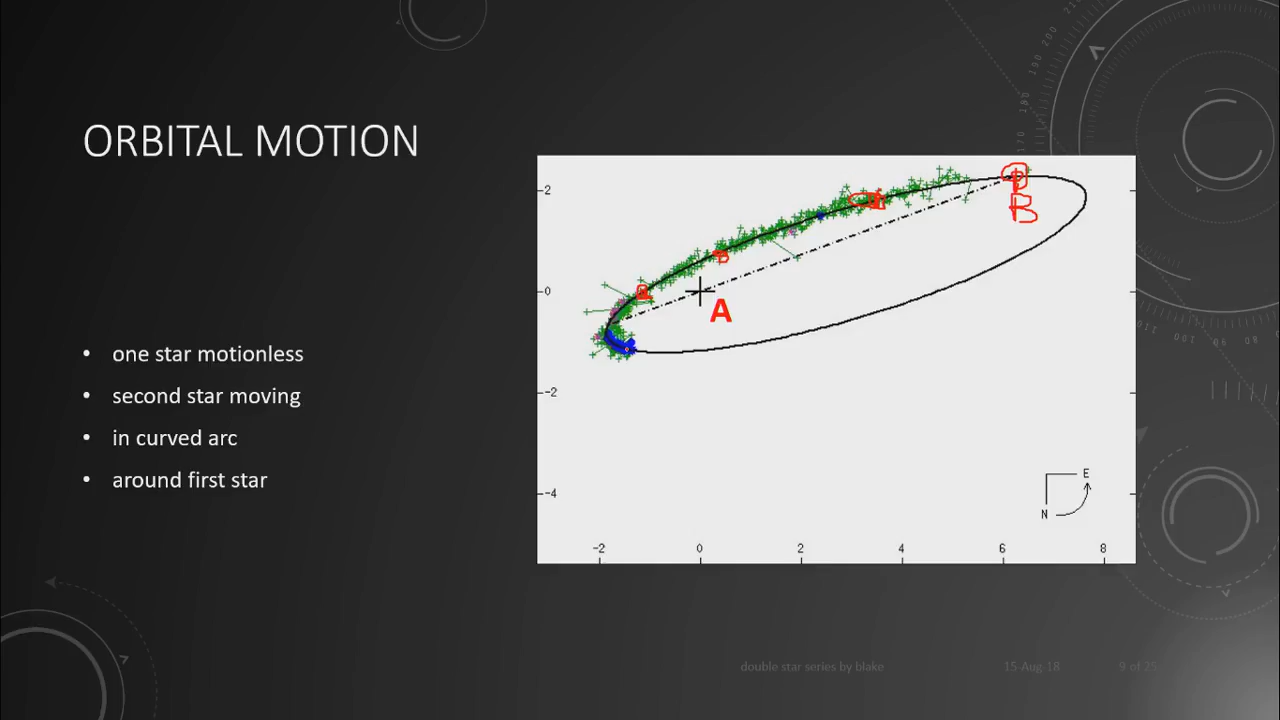 ORBITAL MOTION
• one star motionless
• second star moving
• in curved arc
• around first star
2
0
-2
-4
-2 0 2 4 6 8
A
B
B
E
N
double star series by blake
15-Aug-18
9 of 25